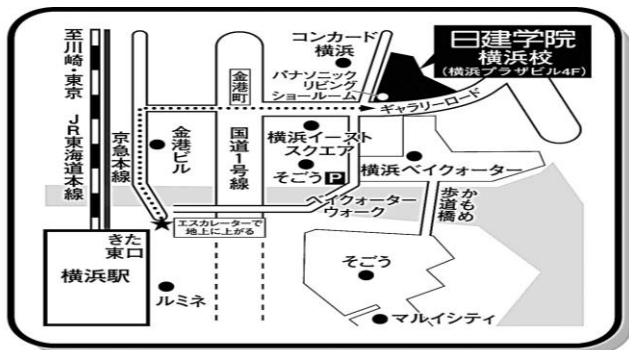 至川崎・東京
JR東海道本線
京急本線
金港ビル
金港町
国道1号線
コンカード
横浜
パナソニック
リビング
ショールーム
日建学院
横浜校
(横浜プラザビル4F)
ギャラリーロード
横浜イースト
スクエア
そごう
P
横浜ベイクォーター
ベイクォーター
ウォーク
かもめ
歩道橋
エスカレーターで
地上に上がる
きた
東口
横浜駅
ルミネ
そごう
マルイシティ